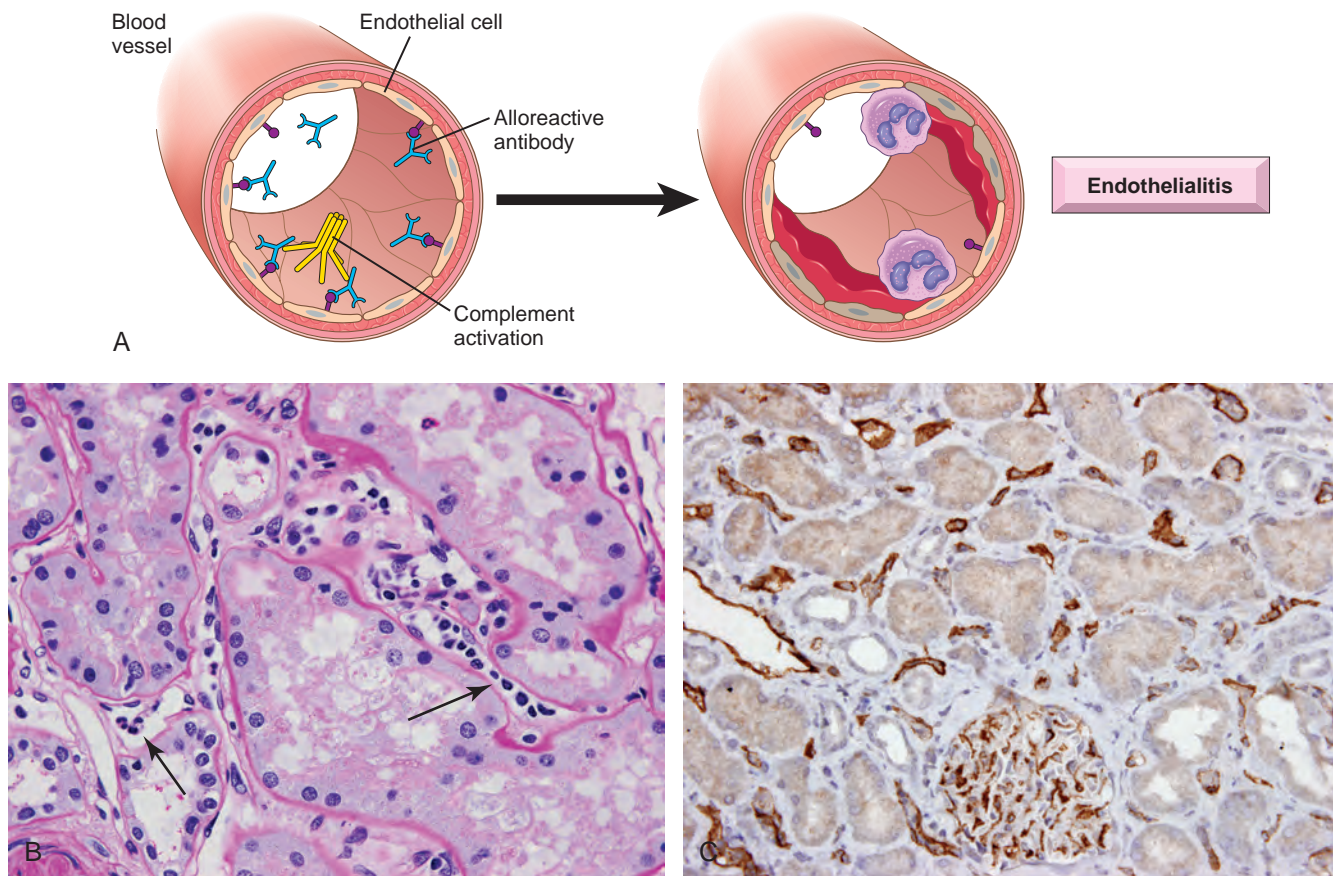 Blood
vessel
Endothelial cell
Alloreactive
antibody
Complement
activation
Endothelialitis
A
B
C